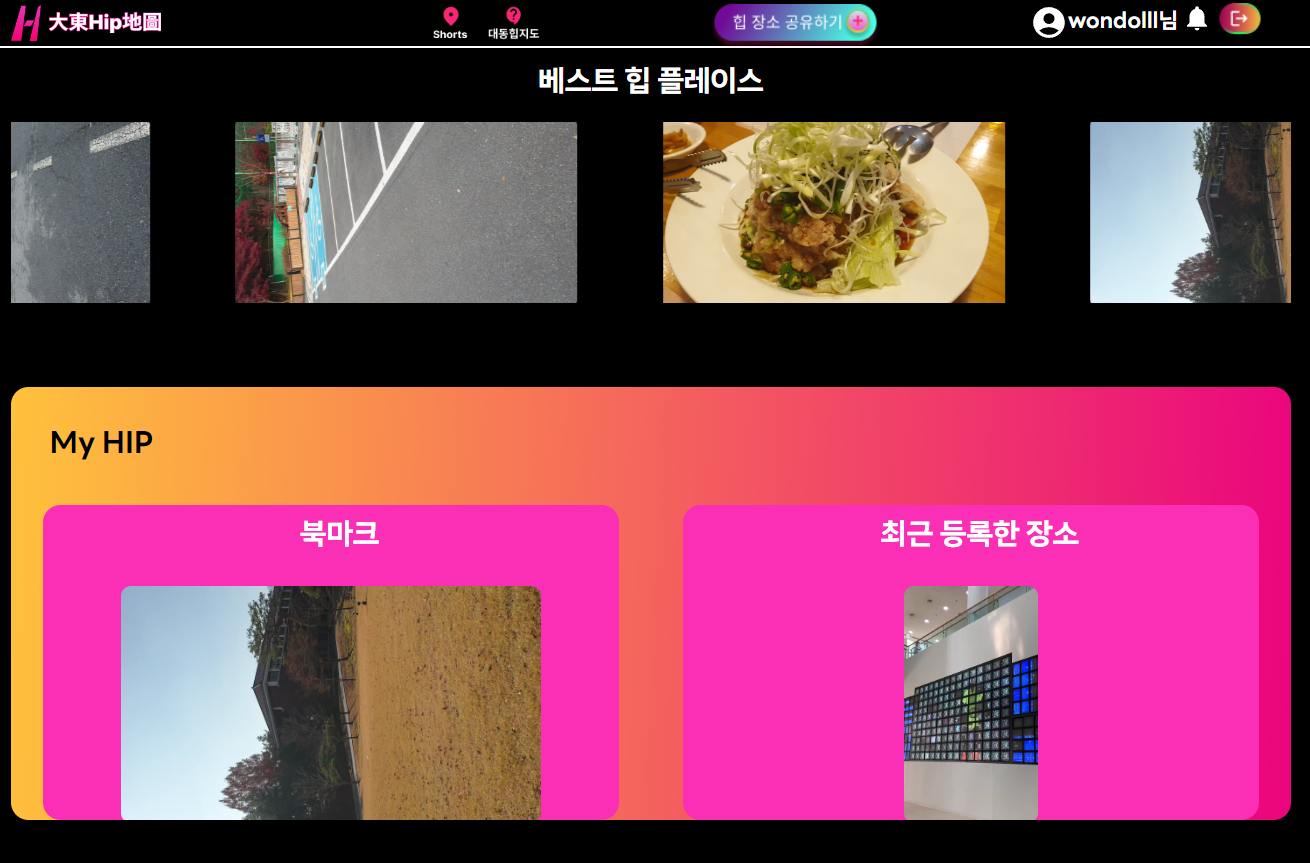 大東Hip地圖
Shorts
대동힙지도
힙 장소 공유하기
wondolll님
베스트 힙 플레이스
My HIP
북마크
최근 등록한 장소